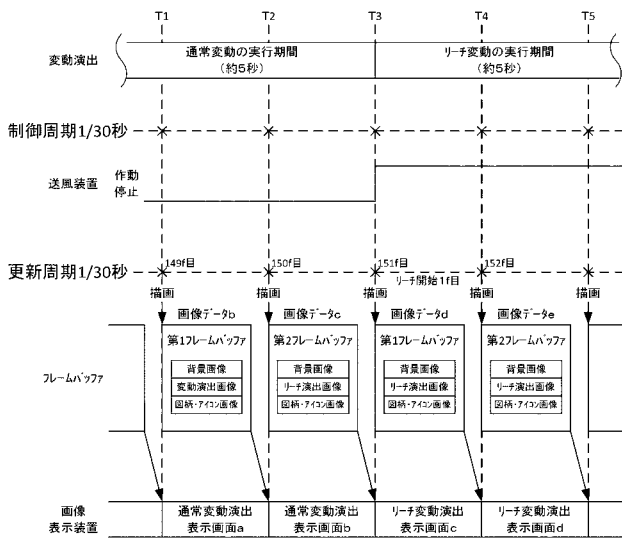 T1 T2 T3 T4 T5
変動演出
通常変動の実行期間
(約5秒)
リーチ変動の実行期間
(約5秒)
制御周期1/30秒
送風装置
作動
停止
更新周期1/30秒
149f目
150f目
151f目
152f目
リーチ開始1f目
描画 描画 描画 描画 描画
画像データb 画像データc 画像データd 画像データe
フレームバッファ
第1フレームバッファ
背景画像
変動演出画像
図柄・アイコン画像
第2フレームバッファ
背景画像
リーチ演出画像
図柄・アイコン画像
第1フレームバッファ
背景画像
リーチ演出画像
図柄・アイコン画像
第2フレームバッファ
背景画像
リーチ演出画像
図柄・アイコン画像
画像
表示装置
通常変動演出
表示画面a
通常変動演出
表示画面b
リーチ変動演出
表示画面c
リーチ変動演出
表示画面d